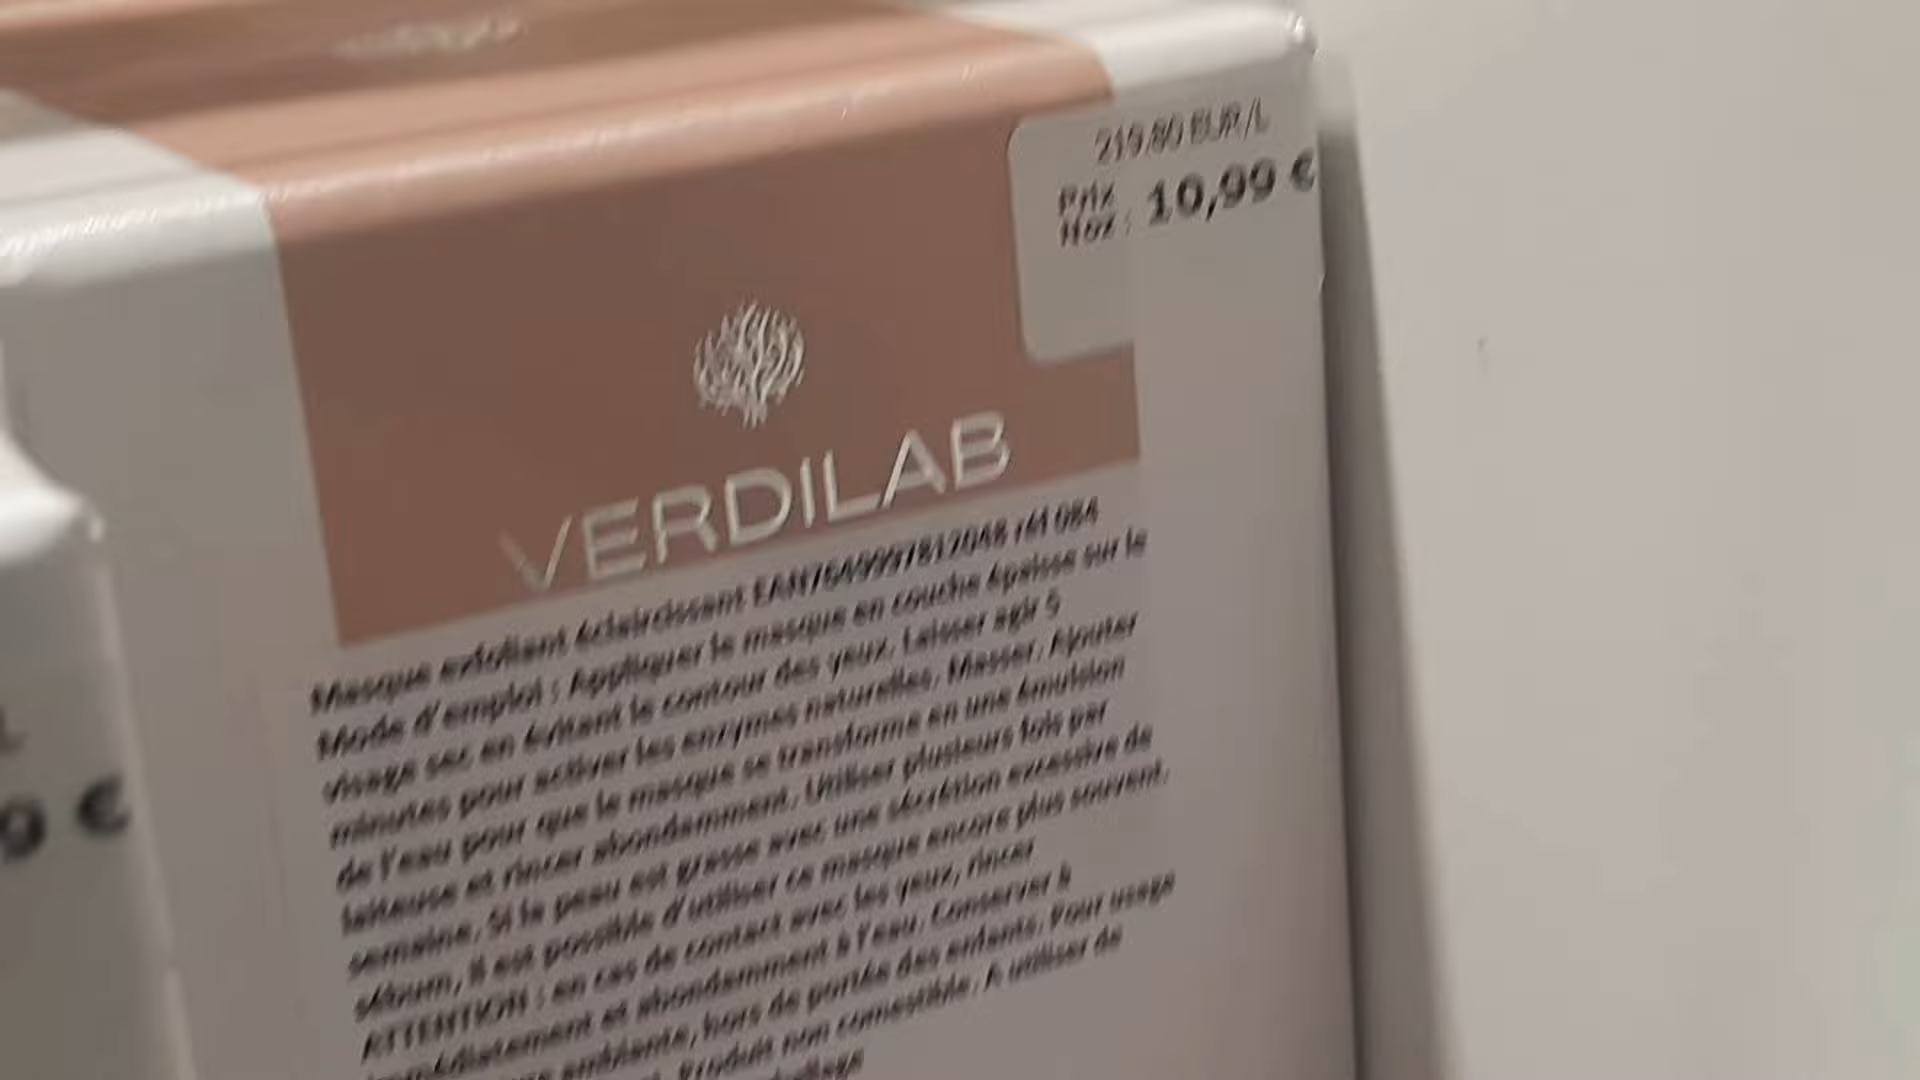 219.80 EUR/L
Prix
Noz : 10,99 €
VERDILAB
Masque exfoliant éclaircissant EAN7649997812048 réf 084
Mode d'emploi : Appliquer le masque en couche épaisse sur le
visage sec en évitant le contour des yeux. Laisser agir 5
minutes pour activer les enzymes naturelles. Masser. Ajouter
de l'eau pour que le masque se transforme en une émulsion
laiteuse et rincer abondamment. Utiliser plusieurs fois par
semaine. Si la peau est grasse avec une sécrétion excessive de
sébum, il est possible d'utiliser ce masque encore plus souvent.
ATTENTION : en cas de contact avec les yeux, rincer
immédiatement et abondamment à l'eau. Conserver à
ambiante, hors de portée des enfants. Pour usage
Produit non comestible. A utiliser de
9 €